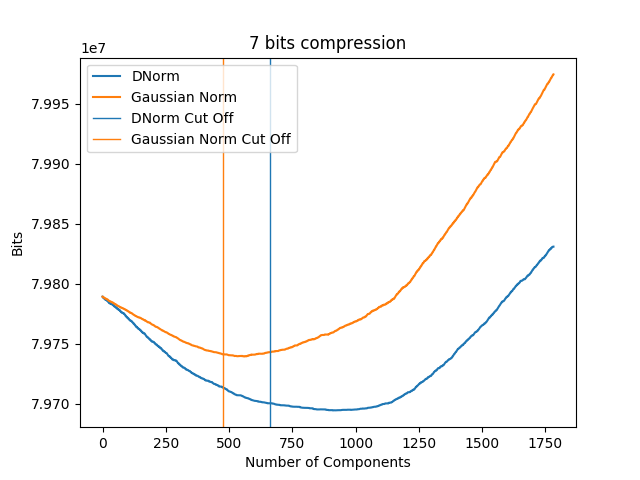 7 bits compression
1e7
DNorm
Gaussian Norm
DNorm Cut Off
Gaussian Norm Cut Off
7.995
7.990
7.985
7.980
7.975
7.970
Bits
0 250 500 750 1000 1250 1500 1750
Number of Components